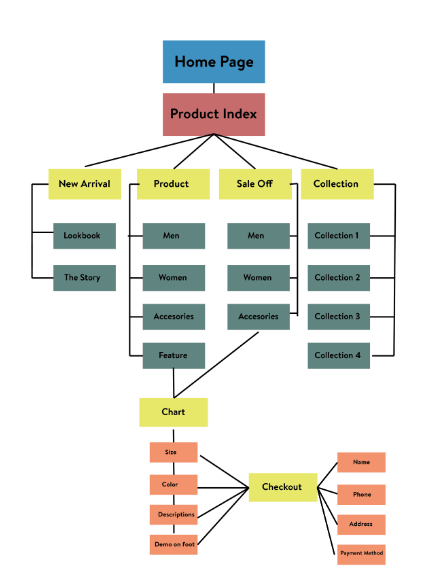 Home Page
Product Index
New Arrival
Product
Sale Off
Collection
Lookbook
Men
Men
Collection 1
The Story
Women
Women
Collection 2
Accesories
Accesories
Collection 3
Feature
Collection 4
Chart
Size
Color
Descriptions
Demo on foot
Checkout
Name
Phone
Address
Payment Method